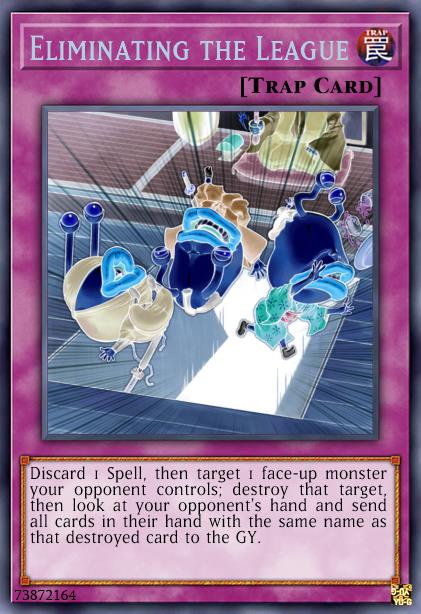 Eliminating the League
TRAP
罠
[Trap Card]
Discard 1 Spell, then target 1 face-up monster
your opponent controls; destroy that target,
then look at your opponent's hand and send
all cards in their hand with the same name as
that destroyed card to the GY.
73872164